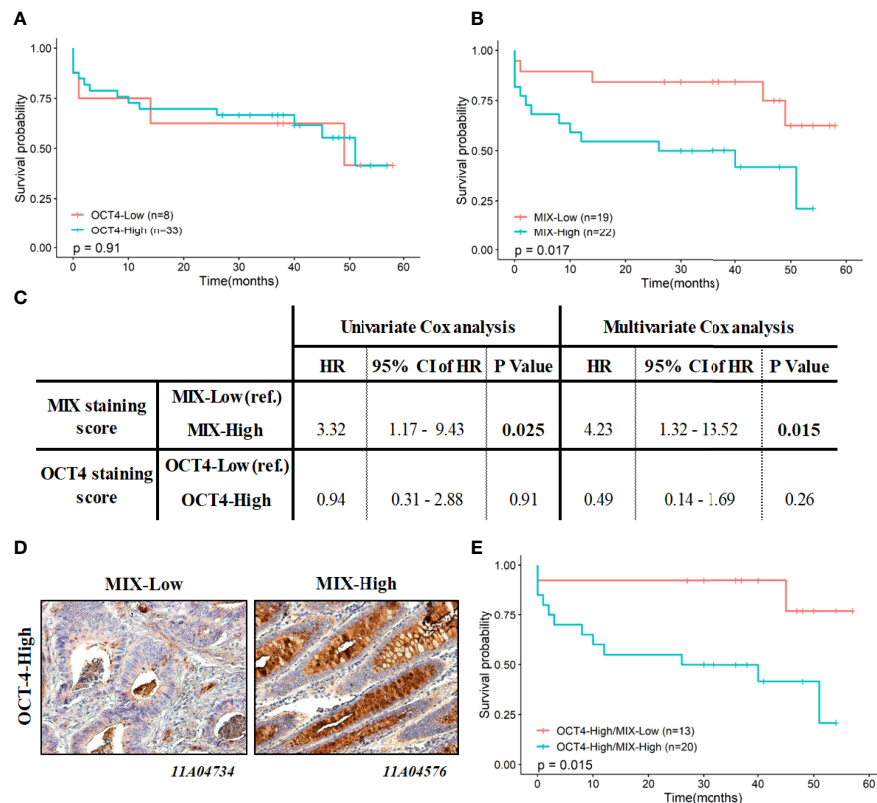 A
Survival probability
1.00
0.75
0.50
0.25
0.00
OCT4-Low (n=8)
OCT4-High (n=33)
p = 0.91
0 10 20 30 40 50 60
Time(months)
B
Survival probability
1.00
0.75
0.50
0.25
0.00
MIX-Low (n=19)
MIX-High (n=22)
p = 0.017
0 10 20 30 40 50 60
Time(months)
C
Univariate Cox analysis Multivariate Cox analysis
HR 95% CI of HR P Value HR 95% CI of HR P Value
MIX staining score
MIX-Low (ref.)
MIX-High 3.32 1.17 - 9.43 0.025 4.23 1.32 - 13.52 0.015
OCT4 staining score
OCT4-Low (ref.)
OCT4-High 0.94 0.31 - 2.88 0.91 0.49 0.14 - 1.69 0.26
D
MIX-Low MIX-High
OCT-4-High
11A04734 11A04576
E
Survival probability
1.00
0.75
0.50
0.25
0.00
OCT4-High/MIX-Low (n=13)
OCT4-High/MIX-High (n=20)
p = 0.015
0 10 20 30 40 50 60
Time(months)